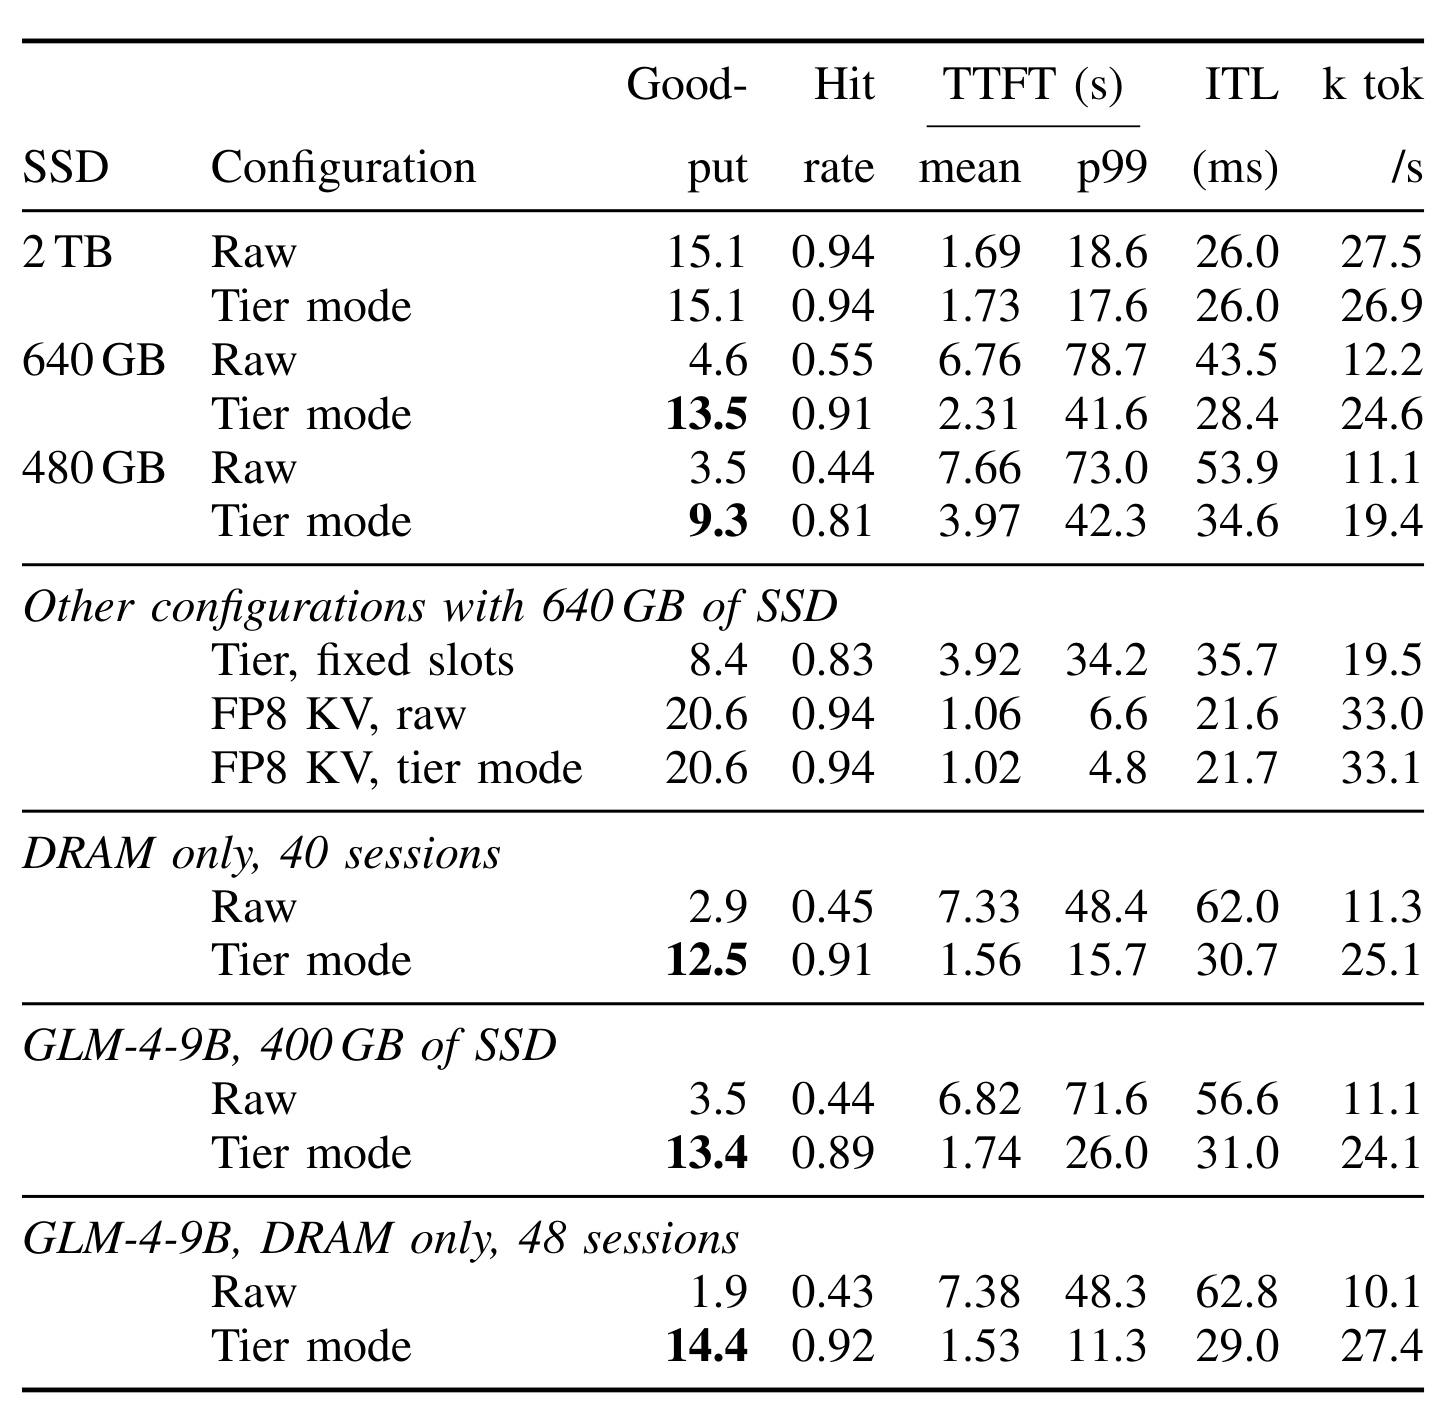 Good- Hit TTFT (s) ITL k tok
SSD Configuration put rate mean p99 (ms) /s
2 TB Raw 15.1 0.94 1.69 18.6 26.0 27.5
Tier mode 15.1 0.94 1.73 17.6 26.0 26.9
640 GB Raw 4.6 0.55 6.76 78.7 43.5 12.2
Tier mode 13.5 0.91 2.31 41.6 28.4 24.6
480 GB Raw 3.5 0.44 7.66 73.0 53.9 11.1
Tier mode 9.3 0.81 3.97 42.3 34.6 19.4
Other configurations with 640 GB of SSD
Tier, fixed slots 8.4 0.83 3.92 34.2 35.7 19.5
FP8 KV, raw 20.6 0.94 1.06 6.6 21.6 33.0
FP8 KV, tier mode 20.6 0.94 1.02 4.8 21.7 33.1
DRAM only, 40 sessions
Raw 2.9 0.45 7.33 48.4 62.0 11.3
Tier mode 12.5 0.91 1.56 15.7 30.7 25.1
GLM-4-9B, 400 GB of SSD
Raw 3.5 0.44 6.82 71.6 56.6 11.1
Tier mode 13.4 0.89 1.74 26.0 31.0 24.1
GLM-4-9B, DRAM only, 48 sessions
Raw 1.9 0.43 7.38 48.3 62.8 10.1
Tier mode 14.4 0.92 1.53 11.3 29.0 27.4